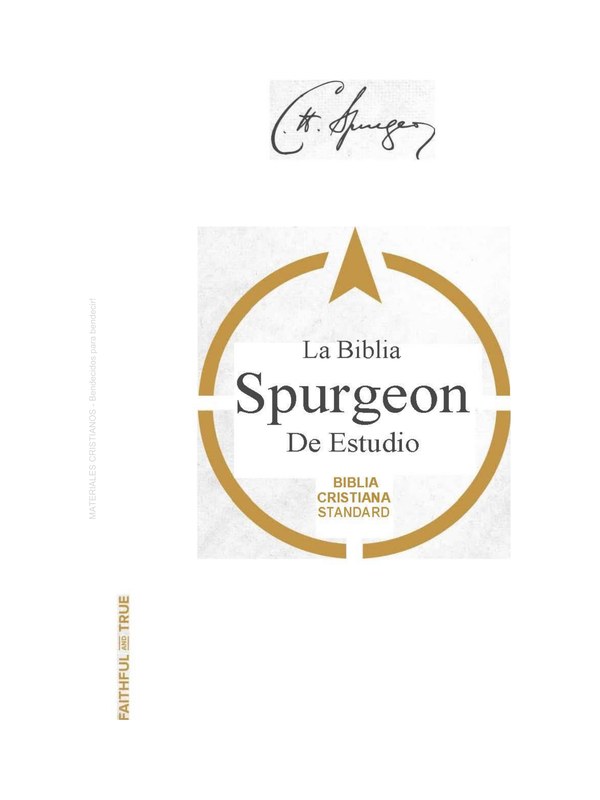 C. H. Spurgeon
La Biblia
Spurgeon
De Estudio
BIBLIA
CRISTIANA
STANDARD
MATERIALES CRISTIANOS - Bendecidos para bendecir!
FAITHFUL AND TRUE